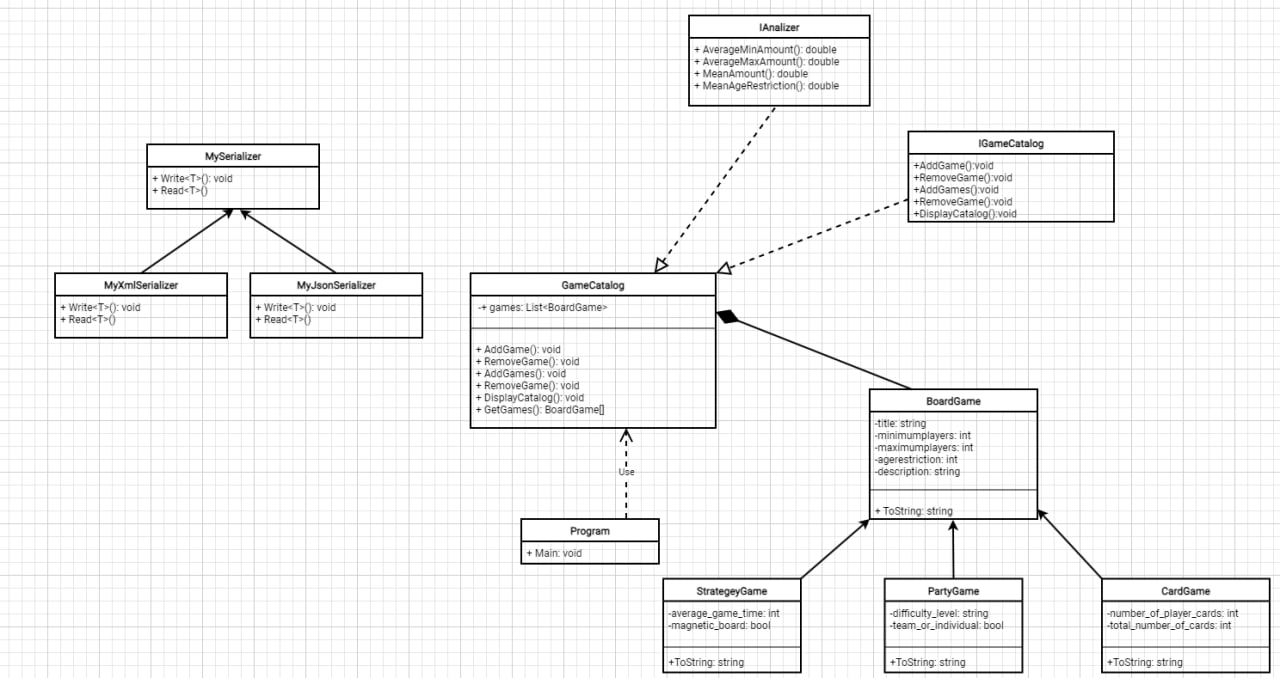 IAnalizer
+ AverageMinAmount(): double
+ AverageMaxAmount(): double
+ MeanAmount(): double
+ MeanAgeRestriction(): double
IGameCatalog
+AddGame():void
+RemoveGame():void
+AddGames():void
+RemoveGame():void
+DisplayCatalog():void
MySerializer
+ Write<T>(): void
+ Read<T>()
MyXmlSerializer
+ Write<T>(): void
+ Read<T>()
MyJsonSerializer
+ Write<T>(): void
+ Read<T>()
GameCatalog
-+ games: List<BoardGame>
+ AddGame(): void
+ RemoveGame(): void
+ AddGames(): void
+ RemoveGame(): void
+ DisplayCatalog(): void
+ GetGames(): BoardGame[]
Use
Program
+ Main: void
BoardGame
-title: string
-minimumplayers: int
-maximumplayers: int
-agerestriction: int
-description: string
+ ToString: string
StrategeyGame
-average_game_time: int
-magnetic_board: bool
+ToString: string
PartyGame
-difficulty_level: string
-team_or_individual: bool
+ToString: string
CardGame
-number_of_player_cards: int
-total_number_of_cards: int
+ToString: string